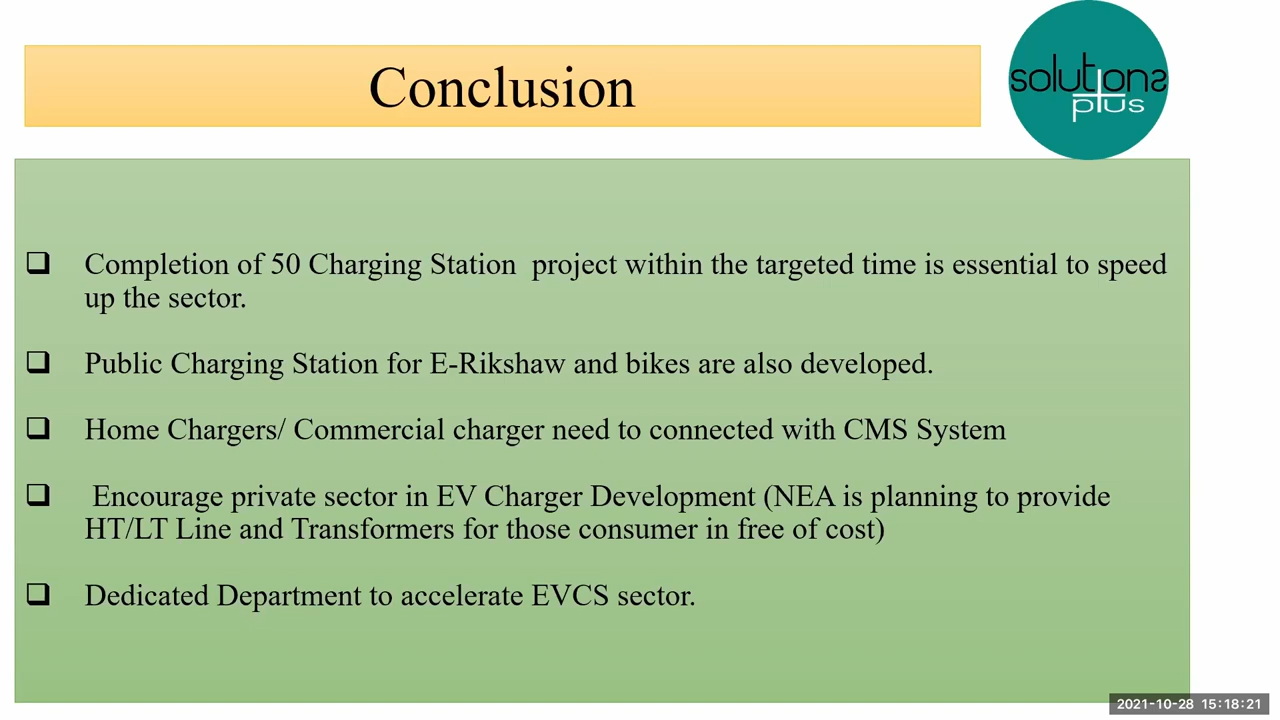 Conclusion
solutions
plus
Completion of 50 Charging Station  project within the targeted time is essential to speed
up the sector.
Public Charging Station for E-Rikshaw and bikes are also developed.
Home Chargers/ Commercial charger need to connected with CMS System
Encourage private sector in EV Charger Development (NEA is planning to provide
HT/LT Line and Transformers for those consumer in free of cost)
Dedicated Department to accelerate EVCS sector.
2021-10-28 15:18:21